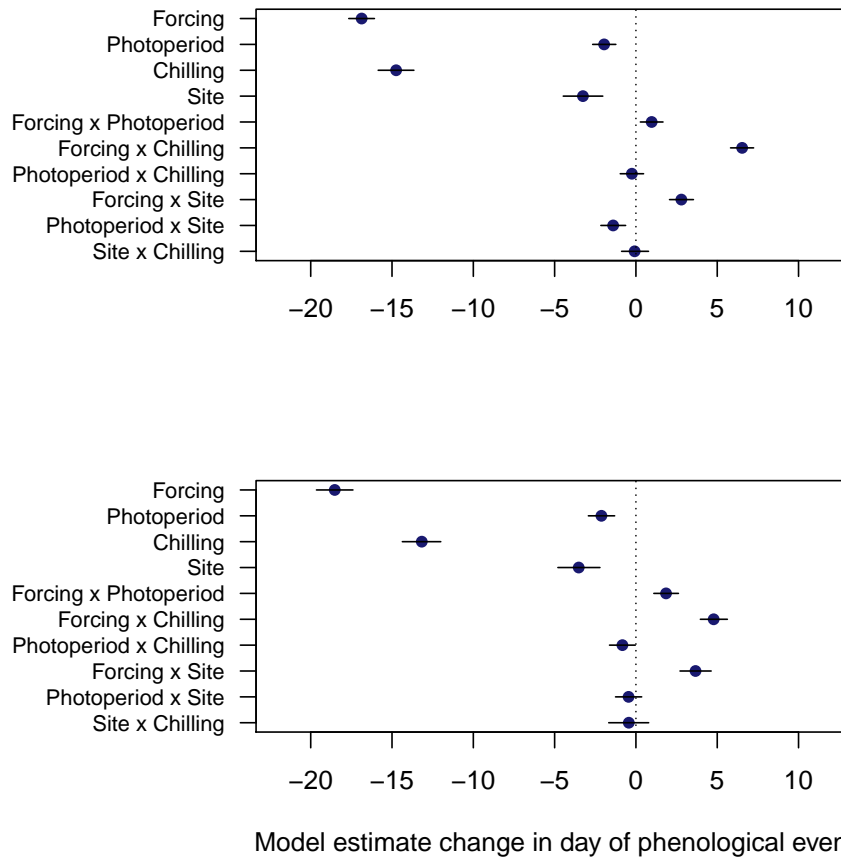 Forcing
Photoperiod
Chilling
Site
Forcing x Photoperiod
Forcing x Chilling
Photoperiod x Chilling
Forcing x Site
Photoperiod x Site
Site x Chilling
−20 −15 −10 −5 0 5 10
Forcing
Photoperiod
Chilling
Site
Forcing x Photoperiod
Forcing x Chilling
Photoperiod x Chilling
Forcing x Site
Photoperiod x Site
Site x Chilling
−20 −15 −10 −5 0 5 10
Model estimate change in day of phenological ever